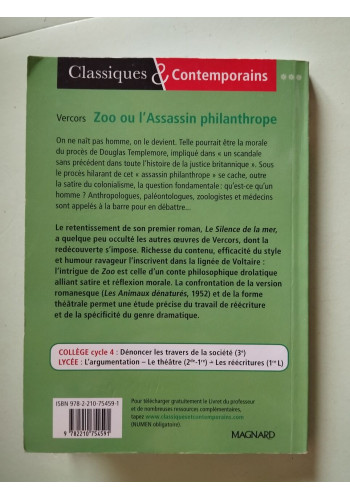 Classiques & Contemporains
Vercors Zoo ou l'Assassin philanthrope
On ne naît pas homme, on le devient. Telle pourrait être la morale
du procès de Douglas Templemore, impliqué dans « un scandale
sans précédent dans toute l'histoire de la justice britannique ». Sous
le procès hilarant de cet « assassin philanthrope » se cache, outre
la satire du colonialisme, la question fondamentale : qu'est-ce qu'un
homme ? Anthropologues, paléontologues, zoologistes et médecins
sont appelés à la barre pour en débattre...
Le retentissement de son premier roman, Le Silence de la mer,
a quelque peu occulté les autres œuvres de Vercors, dont la
redécouverte s'impose. Richesse du contenu, efficacité du style
et humour ravageur l'inscrivent dans la lignée de Voltaire :
l'intrigue de Zoo est celle d'un conte philosophique drolatique
alliant satire et réflexion morale. La confrontation de la version
romanesque (Les Animaux dénaturés, 1952) et de la forme
théâtrale permet une étude précise du travail de réécriture
et de la spécificité du genre dramatique.
COLLÈGE cycle 4 : Dénoncer les travers de la société (3e)
LYCÉE : L'argumentation – Le théâtre (2de-1re) – Les réécritures (1re L)
ISBN 978-2-210-75459-1
9 782210 754591
Pour télécharger gratuitement le Livret du professeur
et de nombreuses ressources complémentaires,
tapez www.classiquesetcontemporains.com
(NUMEN obligatoire).
MAGNARD